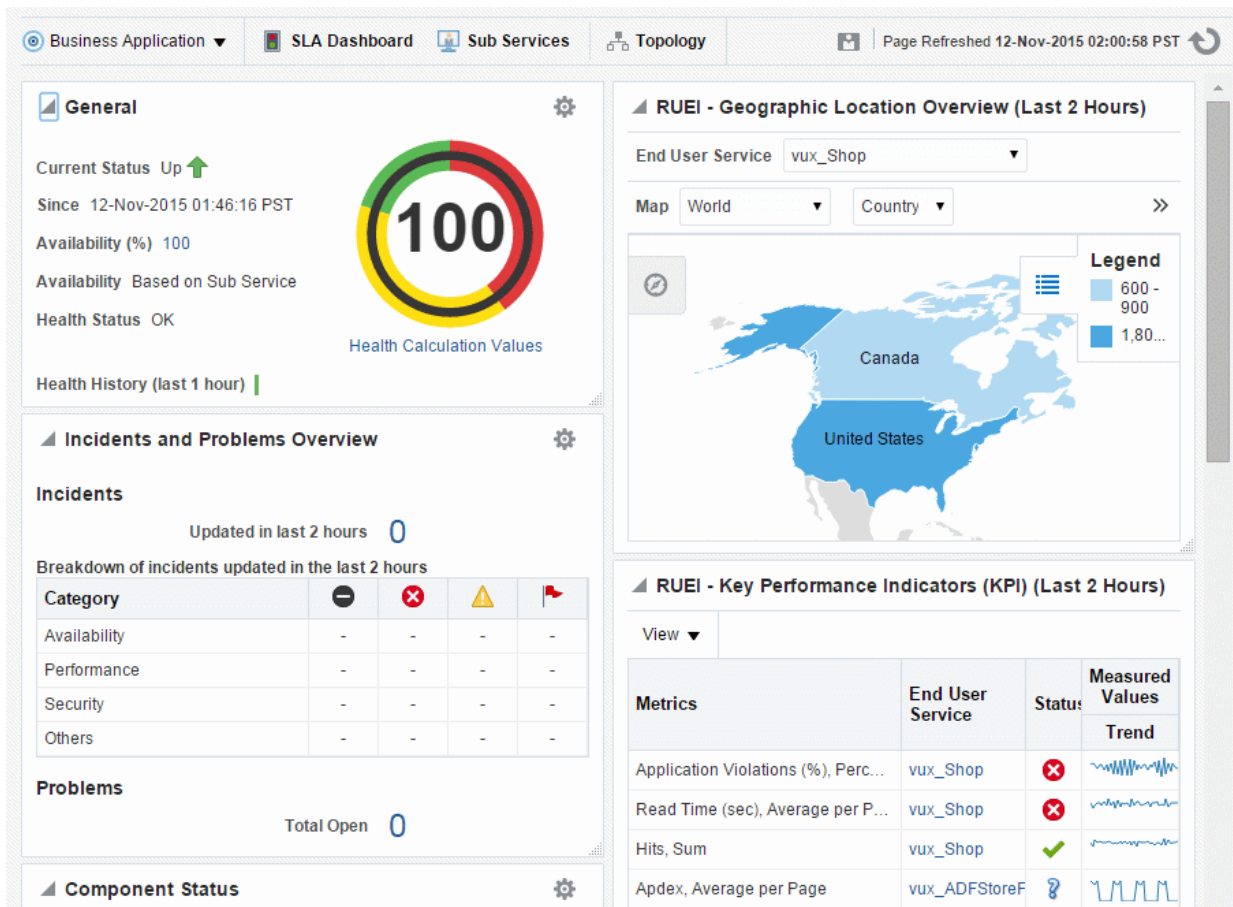 Business Application SLA Dashboard Sub Services Topology Page Refreshed 12-Nov-2015 02:00:58 PST
General
Current Status Up
Since 12-Nov-2015 01:46:16 PST
Availability (%) 100
Availability Based on Sub Service
Health Status OK
100
Health Calculation Values
Health History (last 1 hour)
Incidents and Problems Overview
Incidents
Updated in last 2 hours 0
Breakdown of incidents updated in the last 2 hours
Category
Availability - - - -
Performance - - - -
Security - - - -
Others - - - -
Problems
Total Open 0
Component Status
RUEI - Geographic Location Overview (Last 2 Hours)
End User Service vux_Shop
Map World Country »
Legend
600 -
900
1,80...
Canada
United States
RUEI - Key Performance Indicators (KPI) (Last 2 Hours)
View
Metrics End User Service Status Measured Values
Trend
Application Violations (%), Perc... vux_Shop
Read Time (sec), Average per P... vux_Shop
Hits, Sum vux_Shop
Apdex, Average per Page vux_ADFStoreF